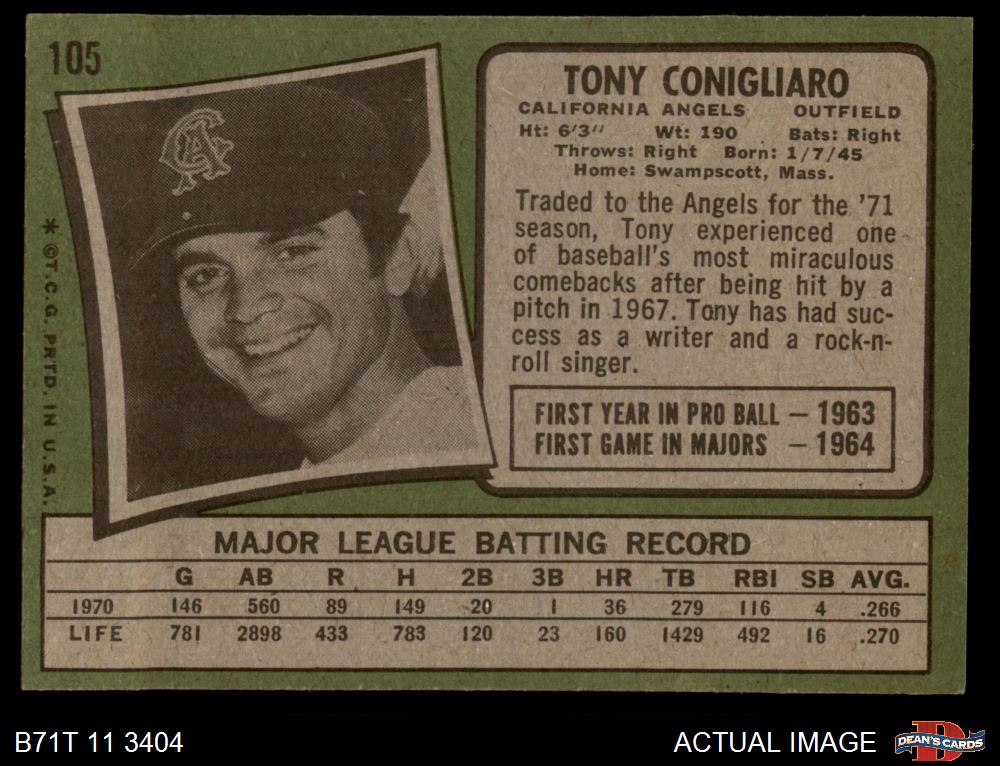 105
CA
TONY CONIGLIARO
CALIFORNIA ANGELS OUTFIELD
Ht: 6'3" Wt: 190 Bats: Right
Throws: Right Born: 1/7/45
Home: Swampscott, Mass.
Traded to the Angels for the '71
season, Tony experienced one
of baseball's most miraculous
comebacks after being hit by a
pitch in 1967. Tony has had suc-
cess as a writer and a rock-n-
roll singer.
FIRST YEAR IN PRO BALL — 1963
FIRST GAME IN MAJORS — 1964
* ©T.C.G. PRTD. IN U.S.A.
MAJOR LEAGUE BATTING RECORD
G AB R H 2B 3B HR TB RBI SB AVG.
1970 146 560 89 149 20 1 36 279 116 4 .266
LIFE 781 2898 433 783 120 23 160 1429 492 16 .270
B71T 11 3404
ACTUAL IMAGE
D
DEAN'S CARDS